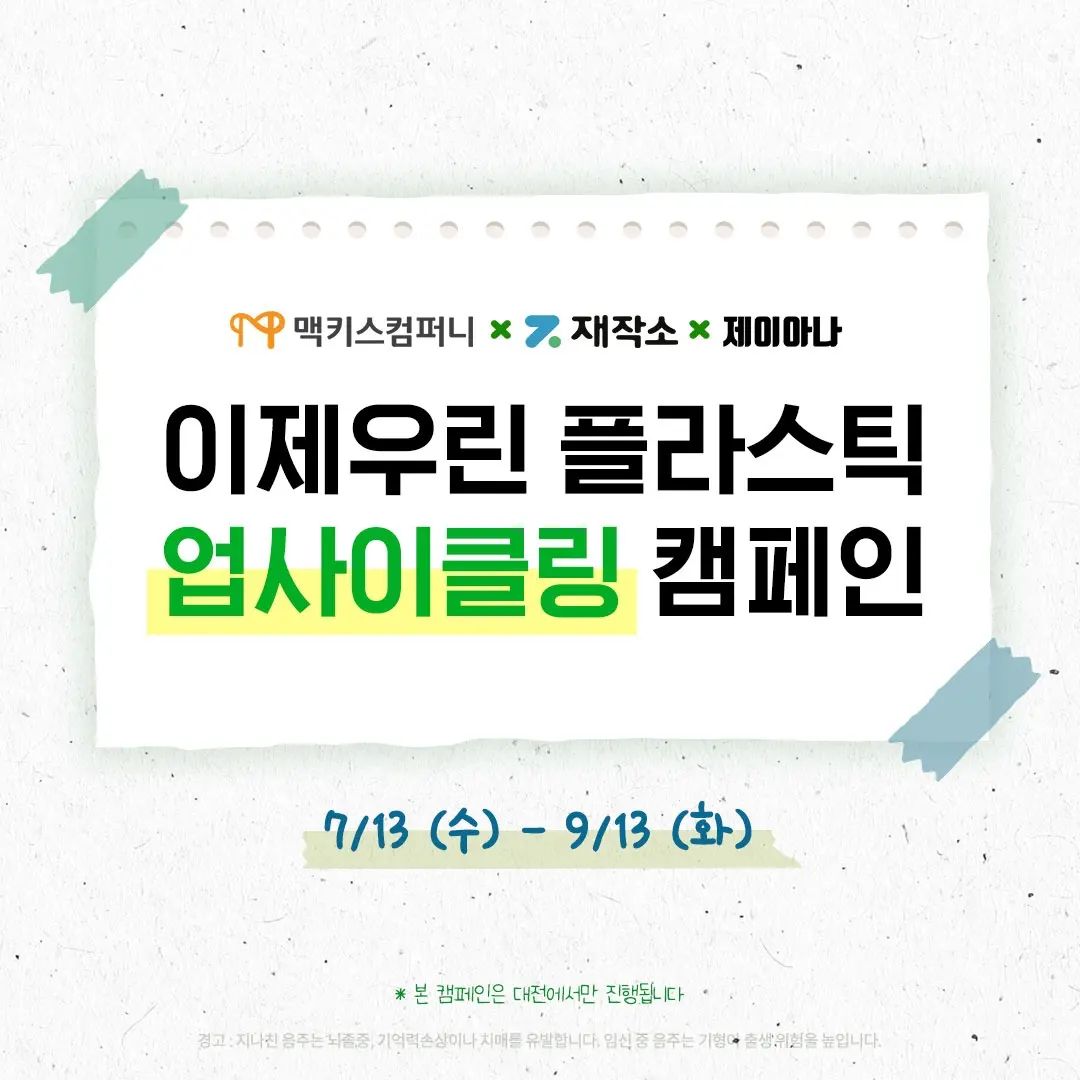 맥키스컴퍼니 × 재작소 × 제이아나
이제우린 플라스틱
업사이클링 캠페인
7/13 (수) - 9/13 (화)
* 본 캠페인은 대전에서만 진행됩니다
경고 : 지나친 음주는 뇌졸중, 기억력손상이나 치매를 유발합니다. 임신 중 음주는 기형아 출생 위험을 높입니다.